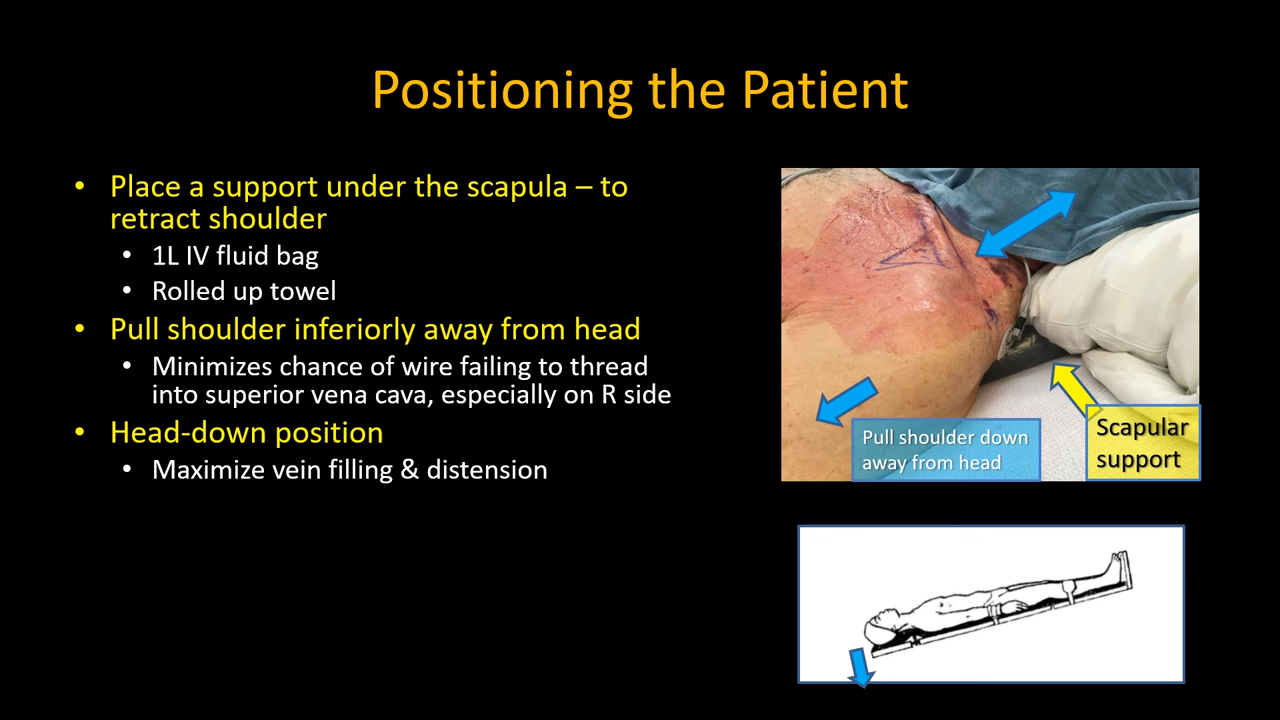 Positioning the Patient
• Place a support under the scapula – to
retract shoulder
• 1L IV fluid bag
• Rolled up towel
• Pull shoulder inferiorly away from head
• Minimizes chance of wire failing to thread
into superior vena cava, especially on R side
• Head-down position
• Maximize vein filling & distension
Pull shoulder down
away from head
Scapular
support